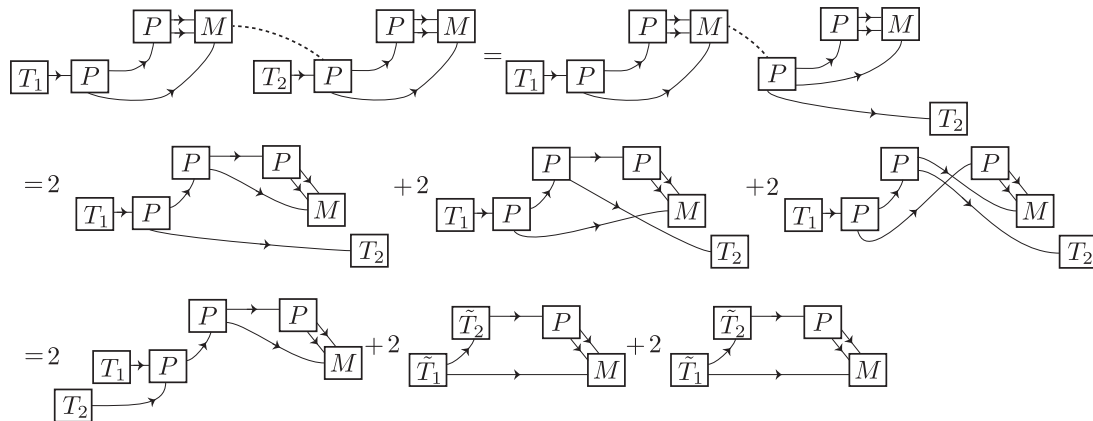 P M P M P M P M
T₁ P T₂ P = T₁ P P T₂
= 2 T₁ P P P M T₂ + 2 T₁ P P P M T₂ + 2 T₁ P P P M T₂
= 2 T₁ T₂ P P P M + 2 T̃₁ T̃₂ P M + 2 T̃₁ T̃₂ P M